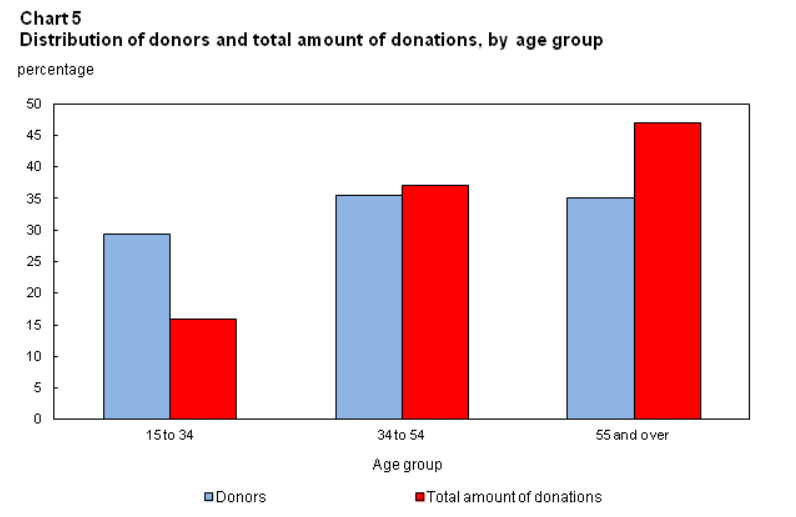 Chart 5
Distribution of donors and total amount of donations, by age group
percentage
50
45
40
35
30
25
20
15
10
5
0
15 to 34 34 to 54 55 and over
Age group
Donors Total amount of donations